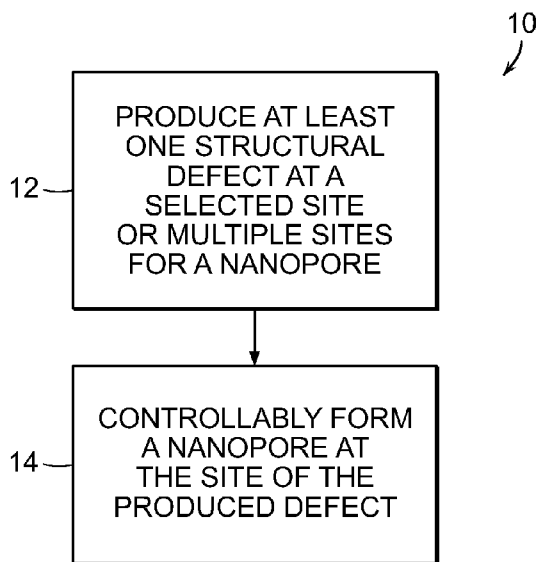 10
12
PRODUCE AT LEAST
ONE STRUCTURAL
DEFECT AT A
SELECTED SITE
OR MULTIPLE SITES
FOR A NANOPORE
14
CONTROLLABLY FORM
A NANOPORE AT
THE SITE OF THE
PRODUCED DEFECT